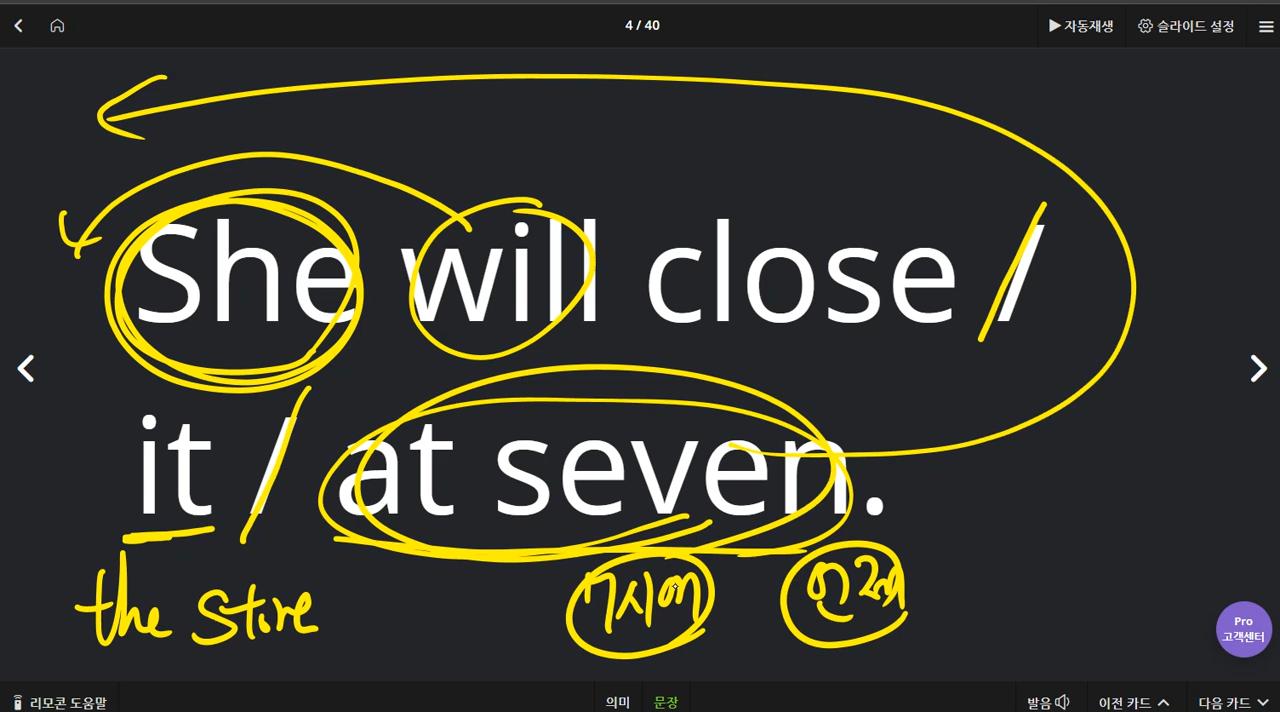 4 / 40
▶ 자동재생
슬라이드 설정
She will close /
it / at seven.
the store
7시에
언제
Pro
고객센터
리모콘 도움말
의미
문장
발음
이전 카드
다음 카드